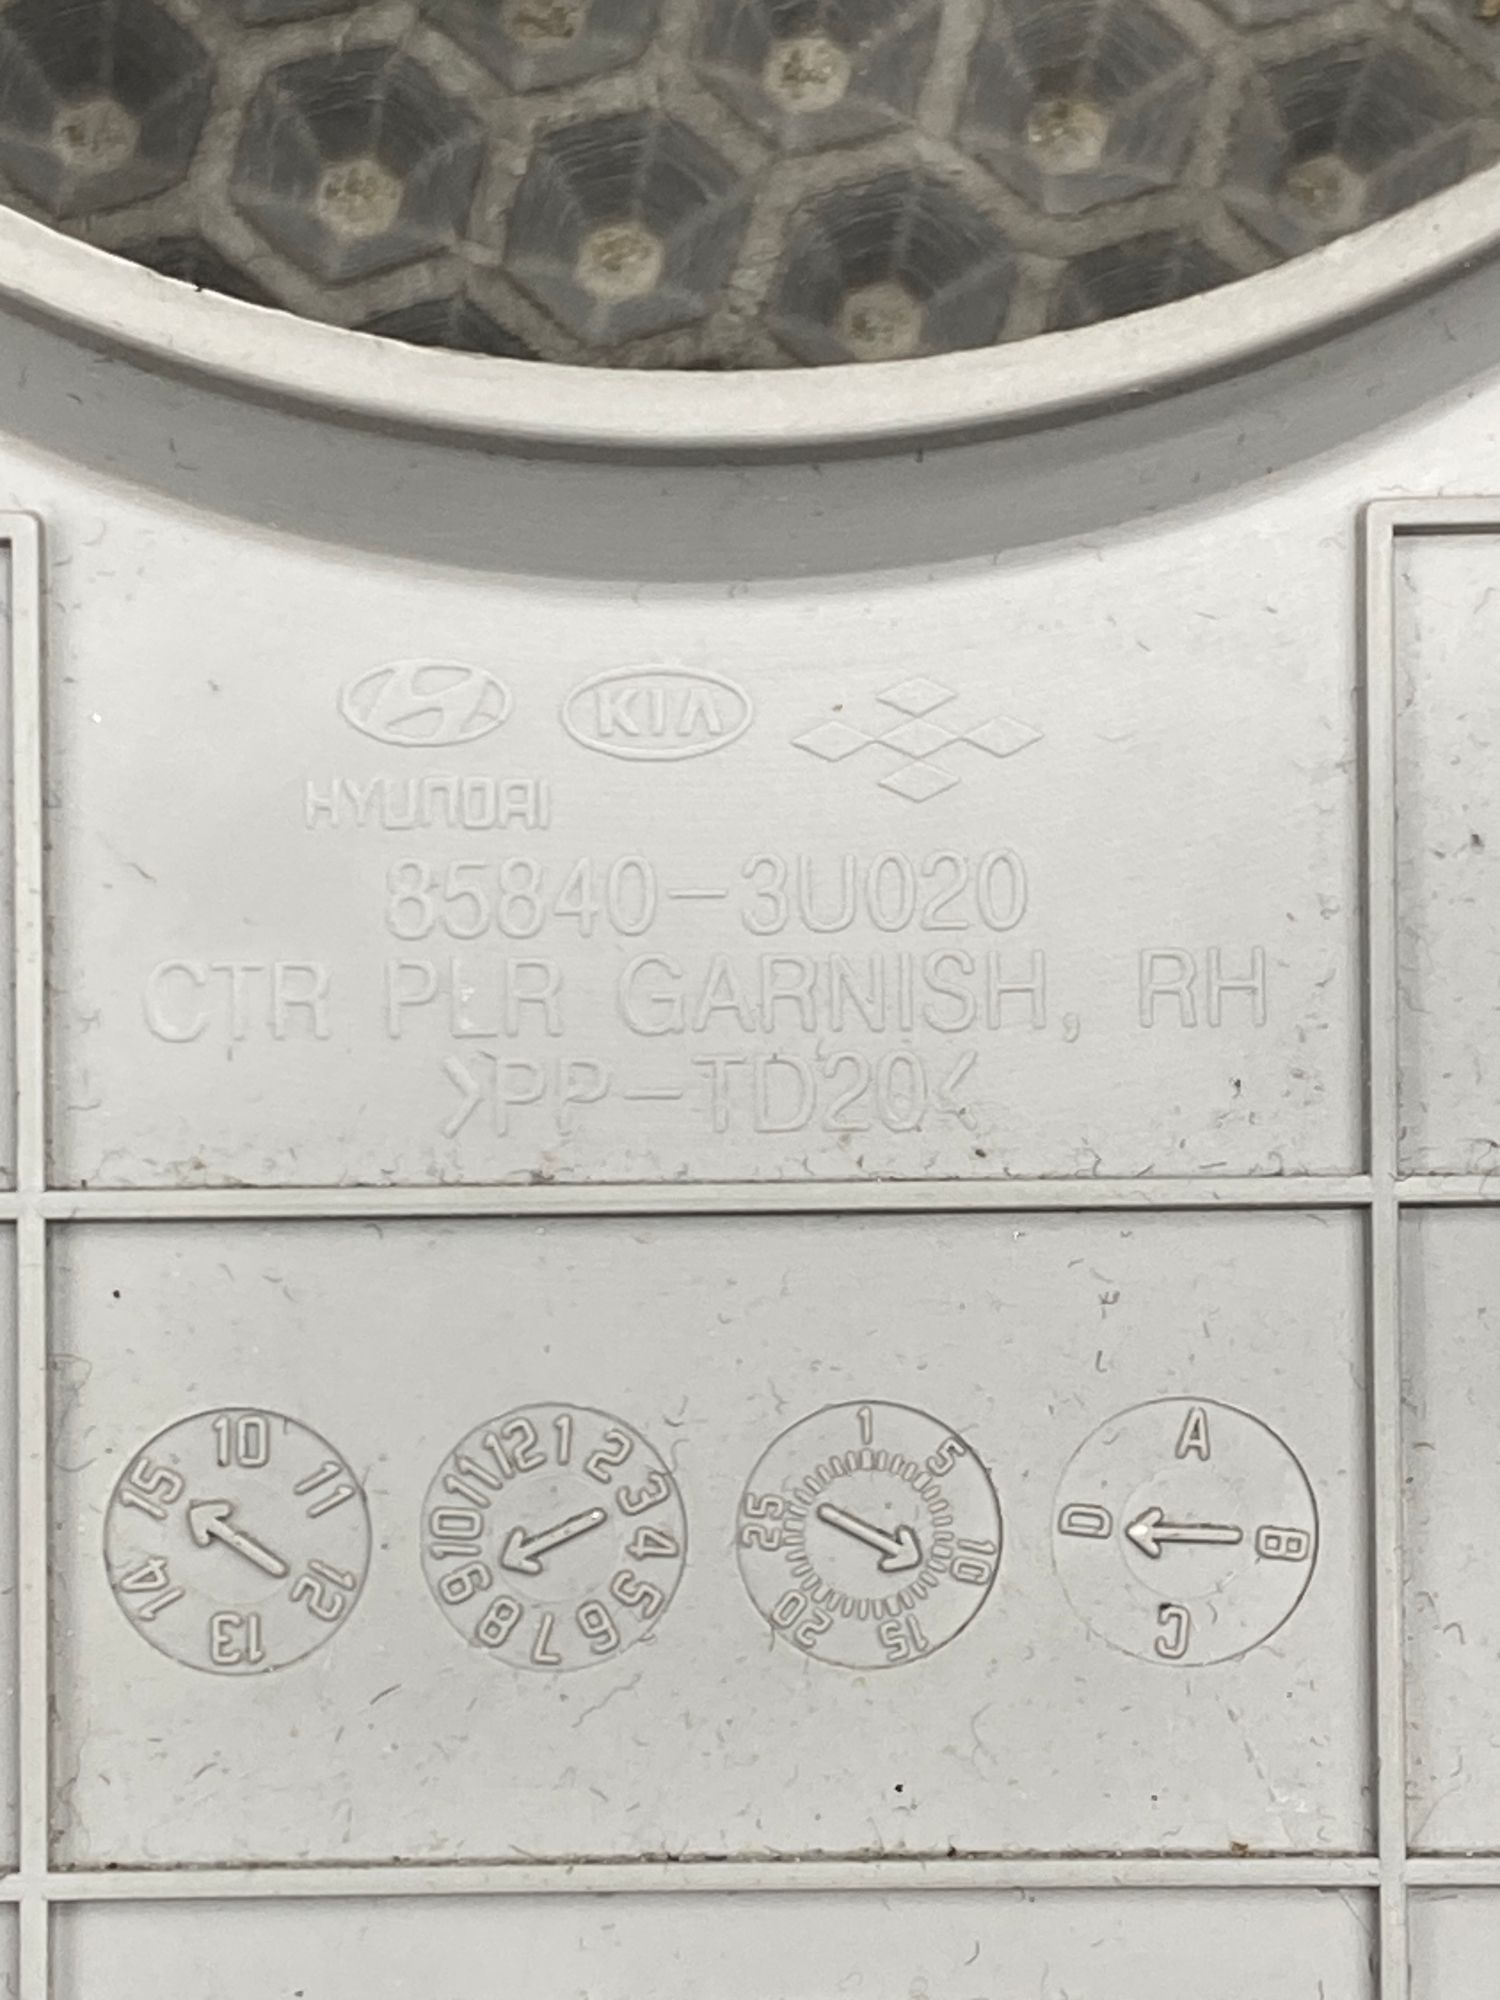 KIA
HYUNDAI
85840-3U020
CTR PLR GARNISH, RH
>PP-TD20<
10 11 12 13 14 15
12 1 2 3 4 5 6 7 8 9 10 11
1 5 10 15 20 25
A B C D